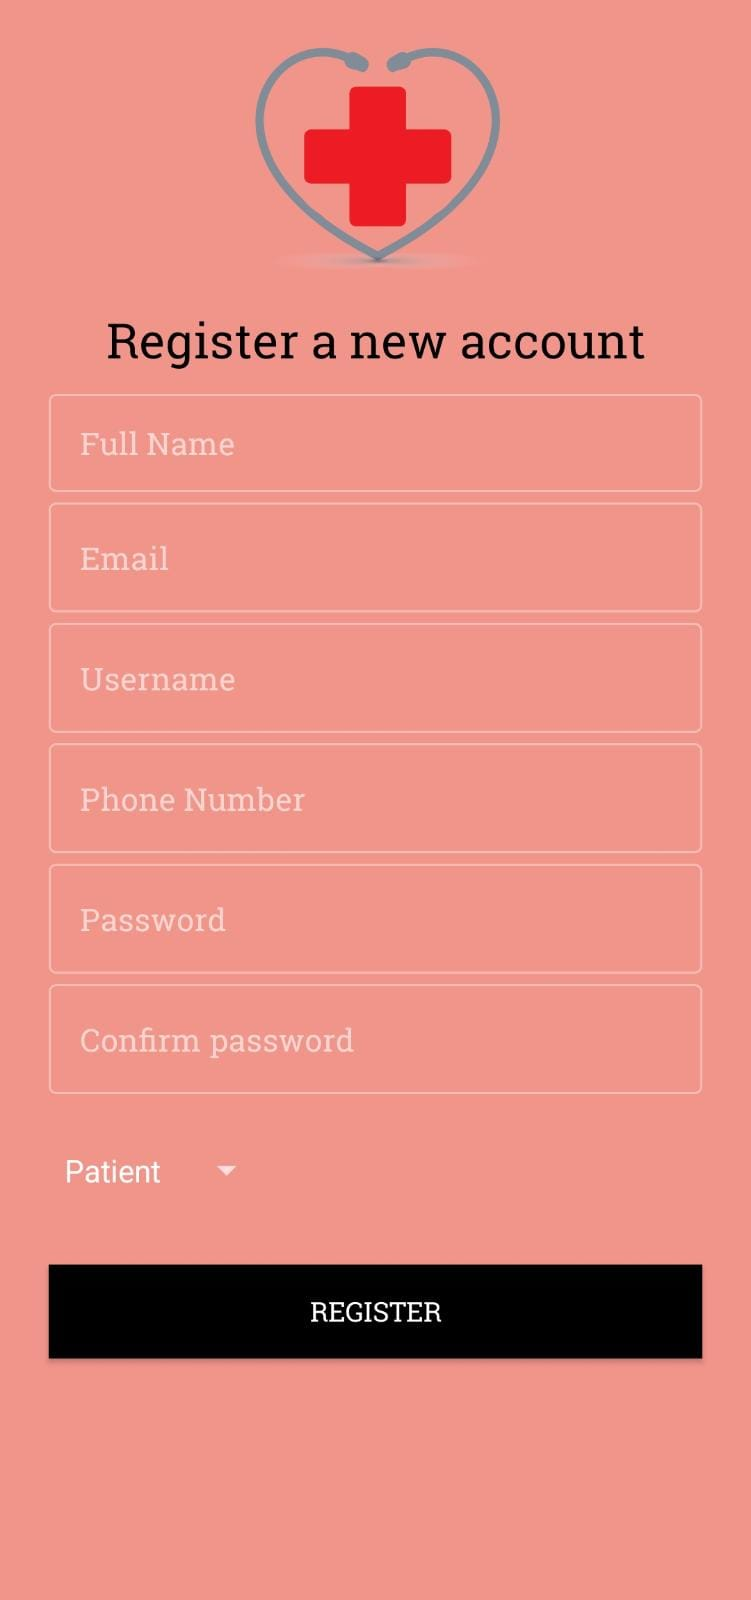 Register a new account
Full Name
Email
Username
Phone Number
Password
Confirm password
Patient
REGISTER